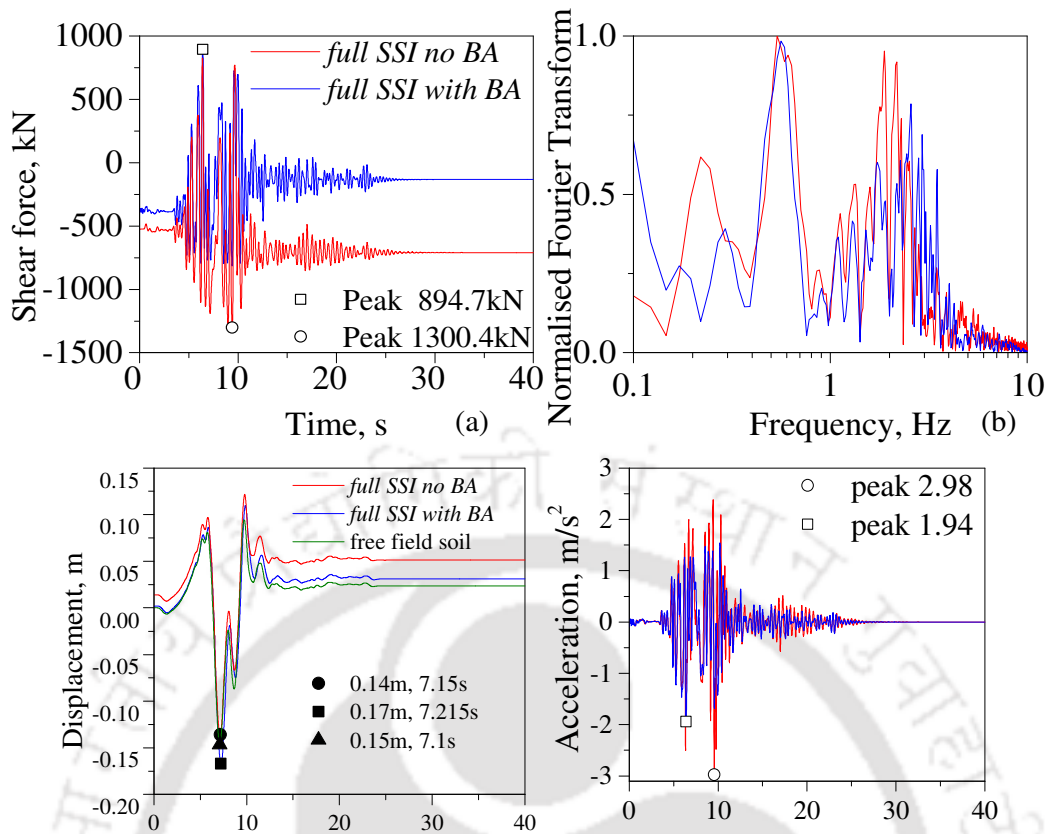 1000
500
0
-500
-1000
-1500
0 10 20 30 40
Shear force, kN
Time, s
(a)
full SSI no BA
full SSI with BA
Peak 894.7kN
Peak 1300.4kN
1.0
0.5
0.0
0.1 1 10
Normalised Fourier Transform
Frequency, Hz
(b)
0.15
0.10
0.05
0.00
-0.05
-0.10
-0.15
-0.20
0 10 20 30 40
Displacement, m
full SSI no BA
full SSI with BA
free field soil
0.14m, 7.15s
0.17m, 7.215s
0.15m, 7.1s
3
2
1
0
-1
-2
-3
0 10 20 30 40
Acceleration, m/s²
peak 2.98
peak 1.94